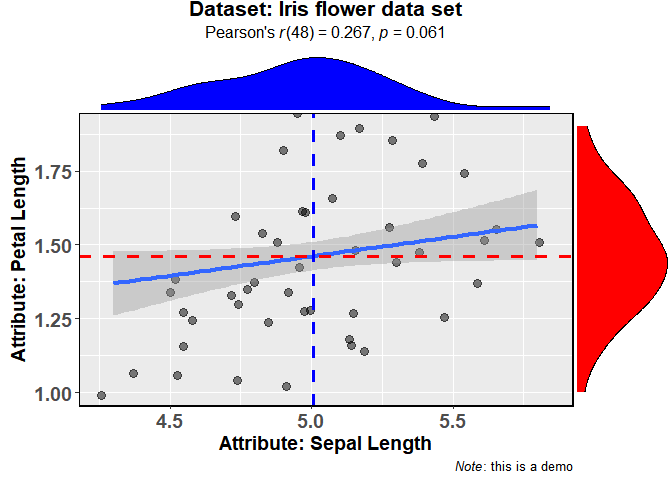 Dataset: Iris flower data set
Pearson's r(48) = 0.267, p = 0.061
Attribute: Petal Length
1.75
1.50
1.25
1.00
4.5 5.0 5.5
Attribute: Sepal Length
Note: this is a demo